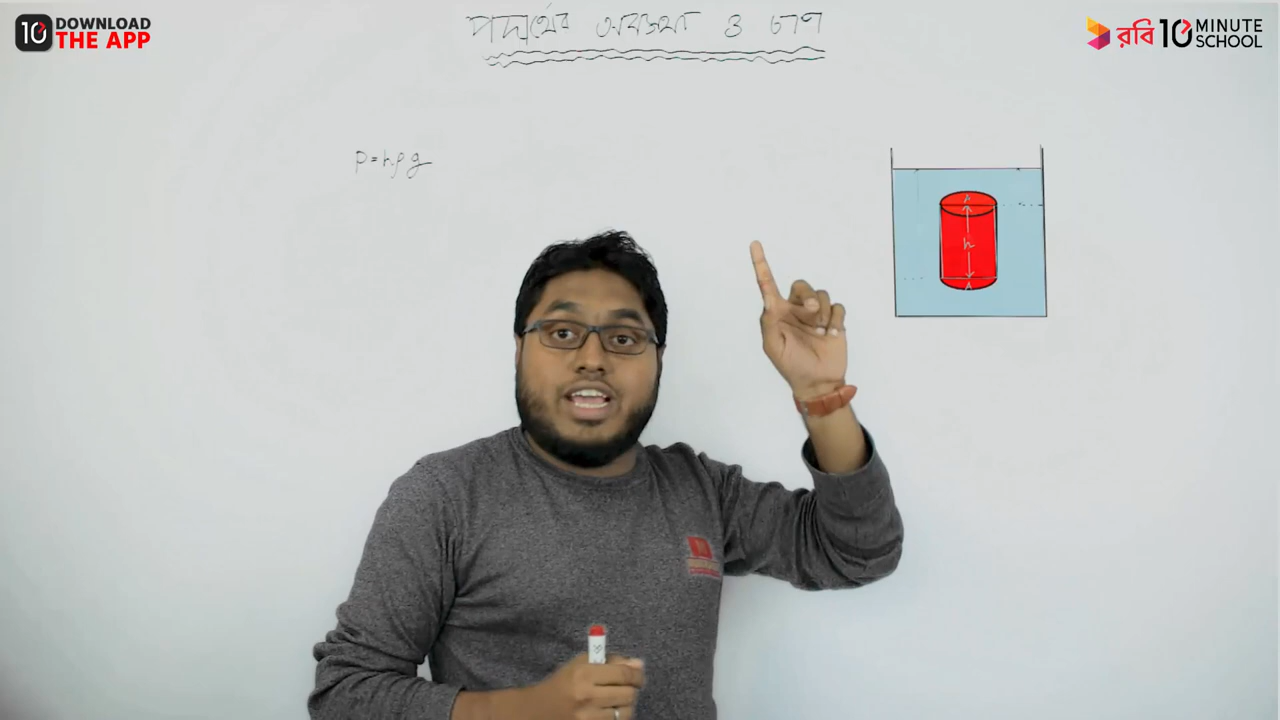 DOWNLOAD
THE APP
10
পদার্থের অবস্থা ও চাপ
রবি 10 MINUTE
SCHOOL
P=hρg
A
h
A